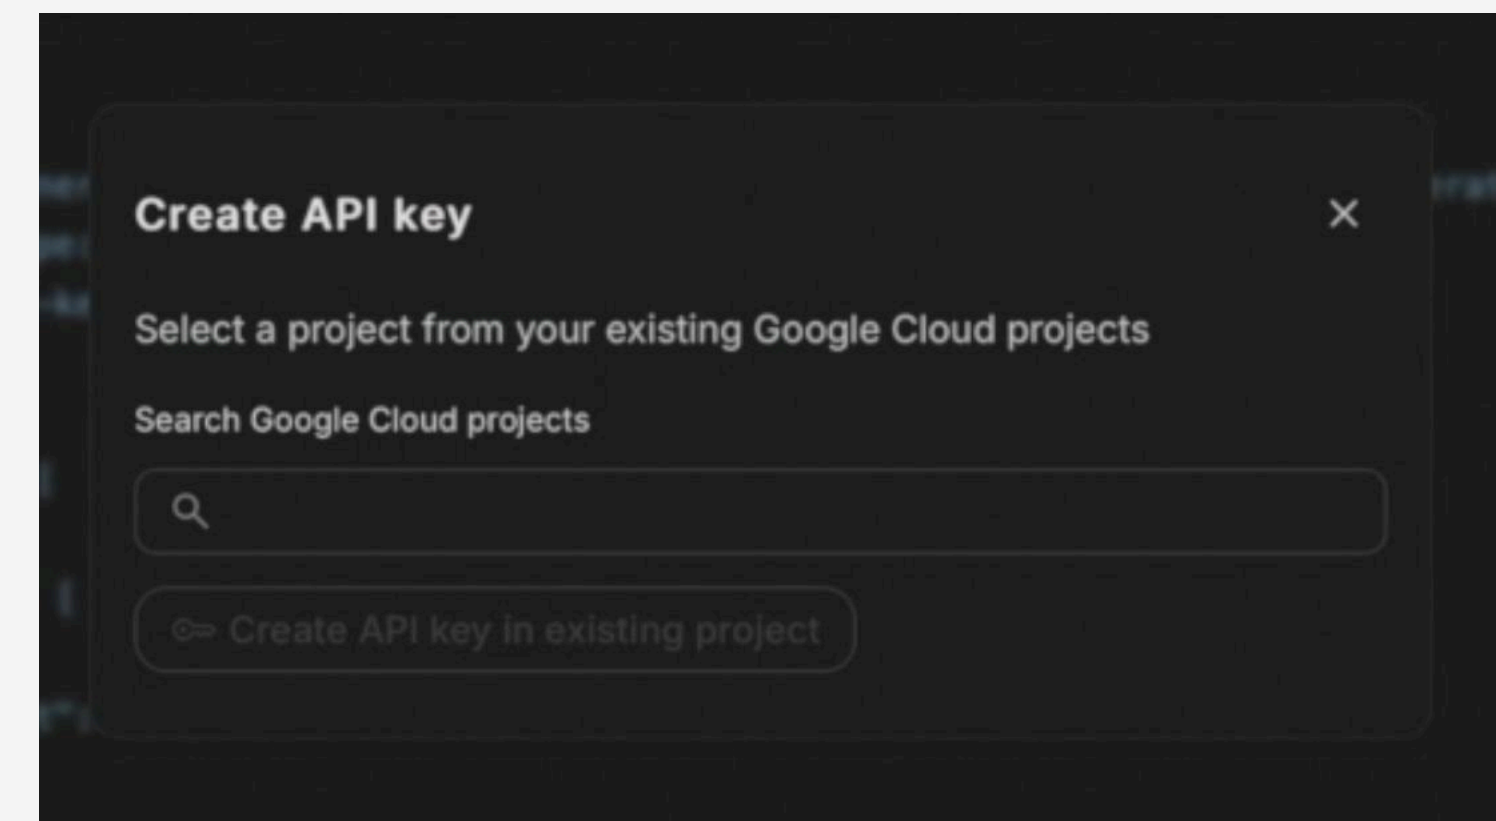 Create API key
Select a project from your existing Google Cloud projects
Search Google Cloud projects
Create API key in existing project